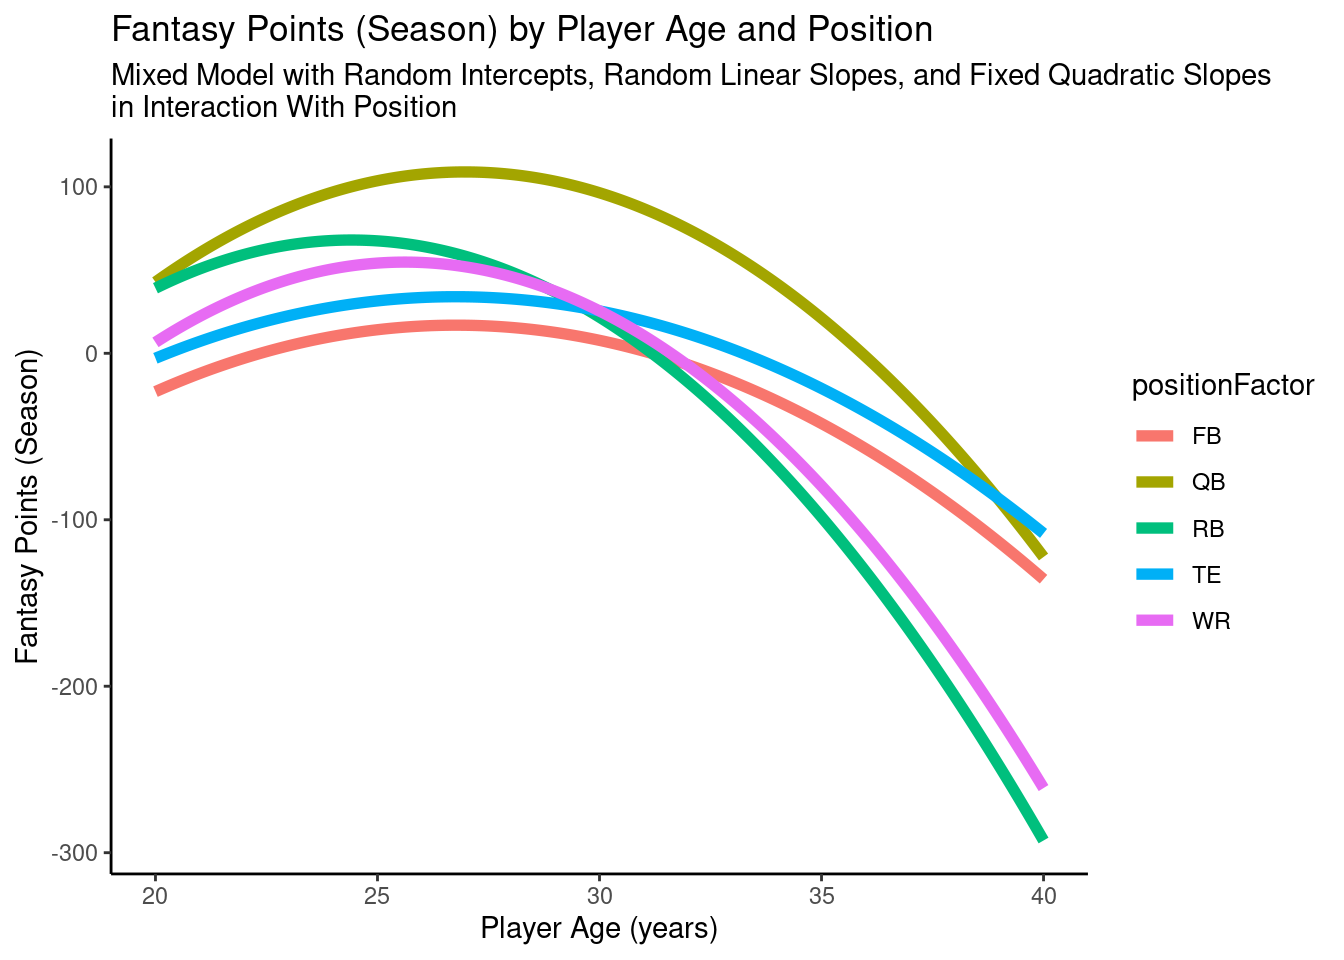 Fantasy Points (Season) by Player Age and Position
Mixed Model with Random Intercepts, Random Linear Slopes, and Fixed Quadratic Slopes
in Interaction With Position
Fantasy Points (Season)
100
0
-100
-200
-300
20
25
30
35
40
Player Age (years)
positionFactor
FB
QB
RB
TE
WR